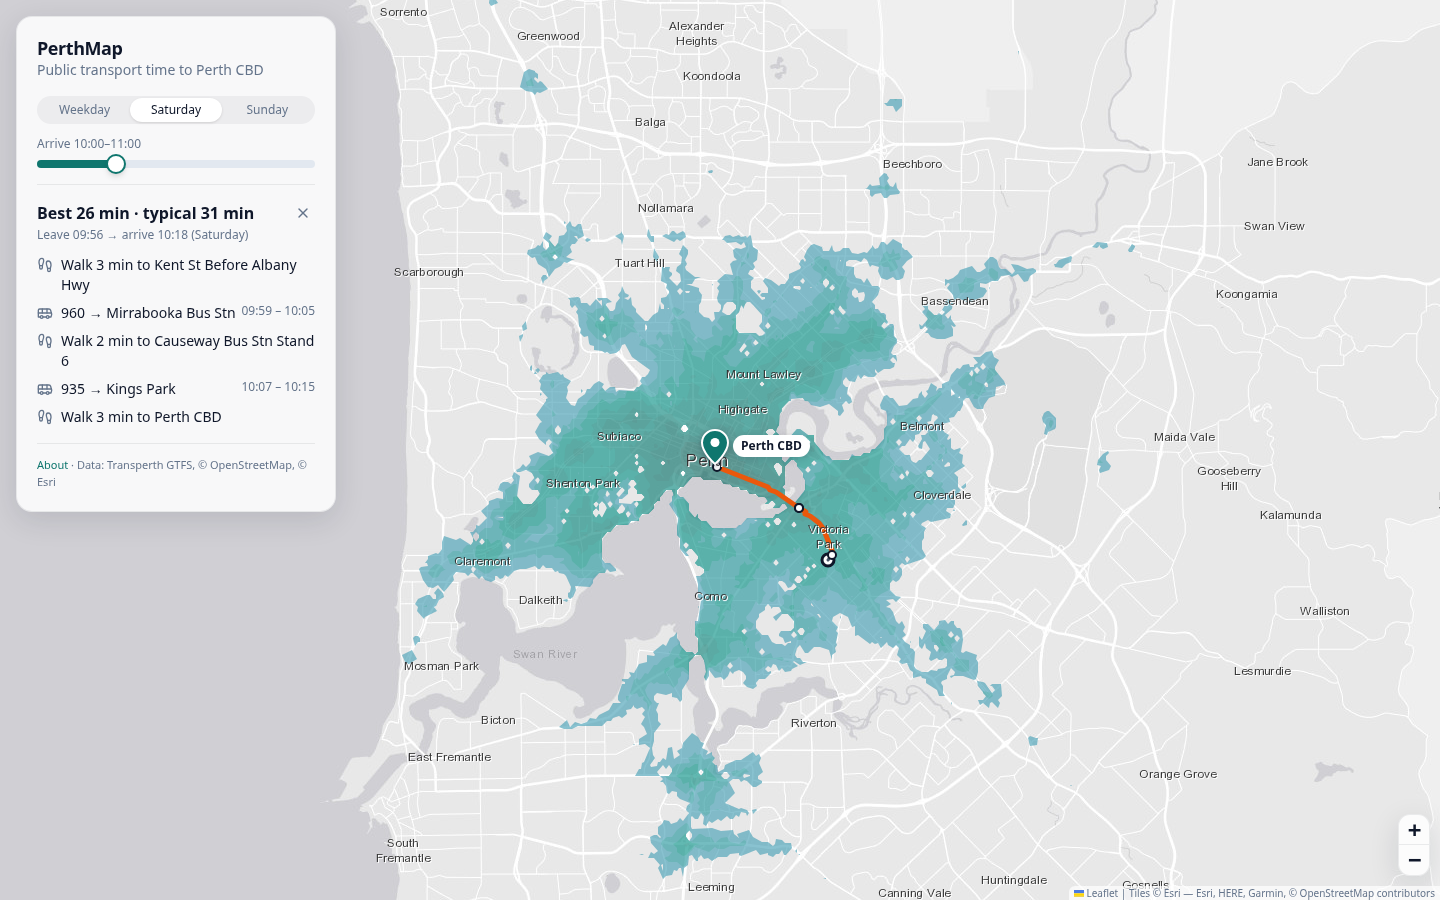 PerthMap
Public transport time to Perth CBD
Weekday
Saturday
Sunday
Arrive 10:00–11:00
Best 26 min · typical 31 min
Leave 09:56 → arrive 10:18 (Saturday)
Walk 3 min to Kent St Before Albany
Hwy
960 → Mirrabooka Bus Stn 09:59 – 10:05
Walk 2 min to Causeway Bus Stn Stand
6
935 → Kings Park 10:07 – 10:15
Walk 3 min to Perth CBD
About · Data: Transperth GTFS, © OpenStreetMap, ©
Esri
Sorrento
Greenwood
Alexander
Heights
Koondoola
Balga
Beechboro
Jane Brook
Nollamara
Swan View
Tuart Hill
Scarborough
Koongamia
Bassendean
Mount Lawley
Highgate
Subiaco
Belmont
Maida Vale
Perth CBD
Perth
Gooseberry
Hill
Shenton Park
Cloverdale
Kalamunda
Victoria
Park
Claremont
Dalkeith
Como
Walliston
Swan River
Mosman Park
Lesmurdie
Bicton
Riverton
East Fremantle
Orange Grove
South
Fremantle
Leeming
Canning Vale
Huntingdale
Gosnells
+
−
Leaflet | Tiles © Esri — Esri, HERE, Garmin, © OpenStreetMap contributors